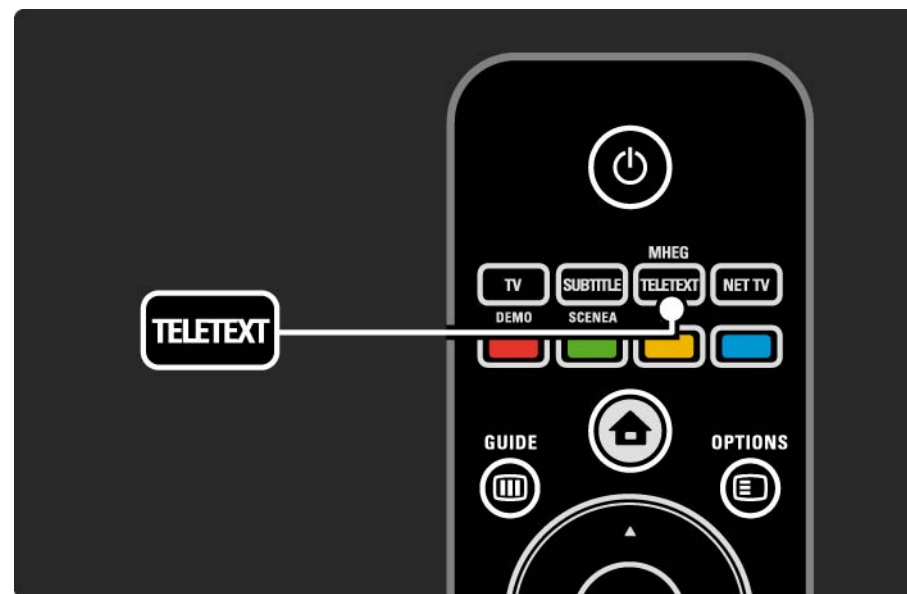 MHEG
TV SUBTITLE TELETEXT NET TV
DEMO SCENEA
TELETEXT
GUIDE OPTIONS